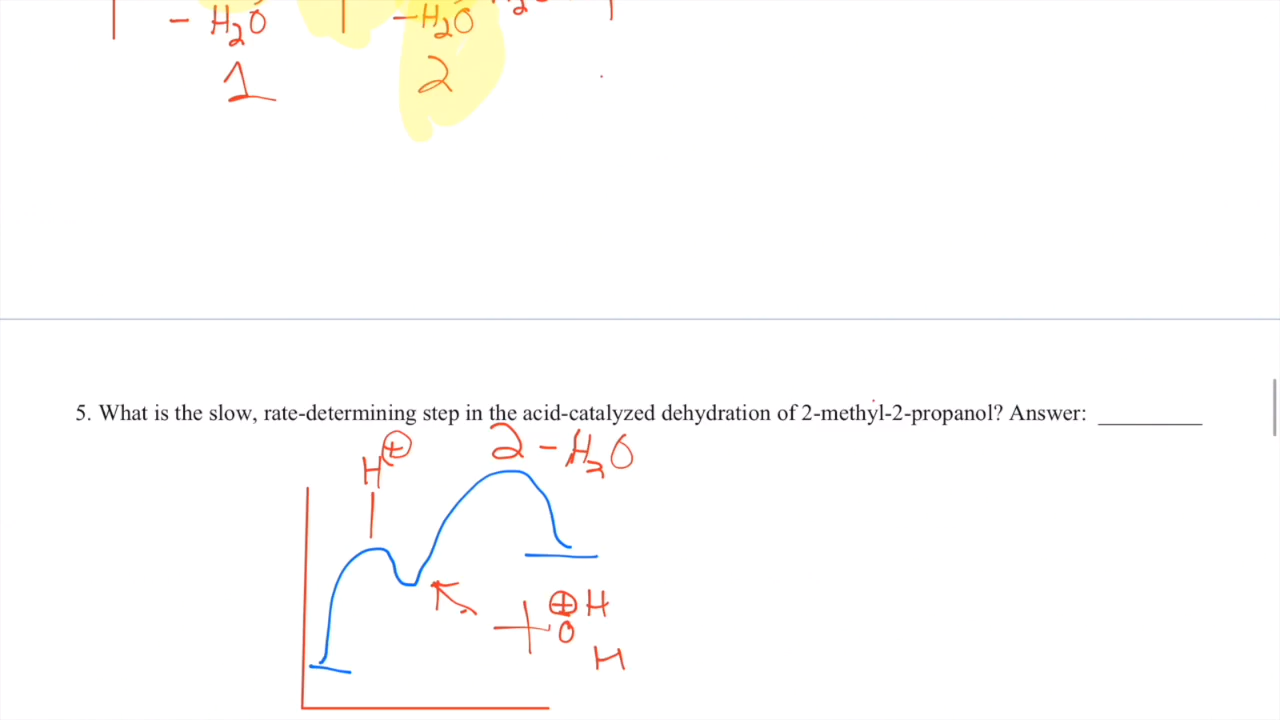 - H₂O - H₂O
1 2
5. What is the slow, rate-determining step in the acid-catalyzed dehydration of 2-methyl-2-propanol? Answer: __________
H⊕ 2 - H₂O
⊕ H
O
H